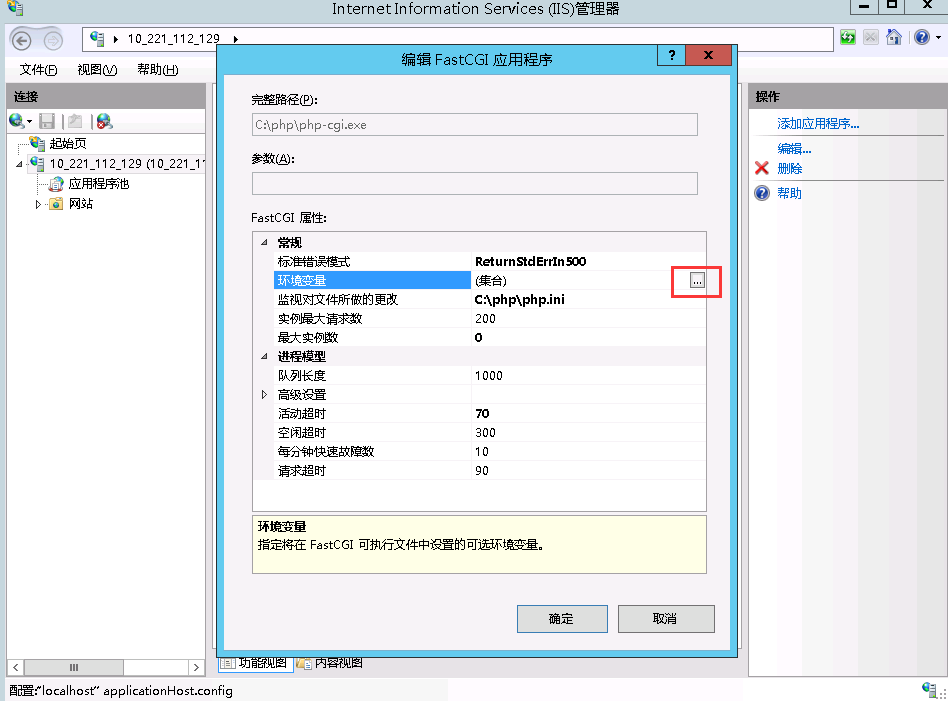 Internet Information Services (IIS)管理器
10_221_112_129
文件(F) 视图(V) 帮助(H)
连接
起始页
10_221_112_129 (10_221_11
应用程序池
网站
编辑 FastCGI 应用程序
?
X
完整路径(P):
C:\php\php-cgi.exe
参数(A):
FastCGI 属性:
常规
标准错误模式 ReturnStdErrIn500
环境变量 (集合) ...
监视对文件所做的更改 C:\php\php.ini
实例最大请求数 200
最大实例数 0
进程模型
队列长度 1000
高级设置
活动超时 70
空闲超时 300
每分钟快速故障数 10
请求超时 90
环境变量
指定将在 FastCGI 可执行文件中设置的可选环境变量。
确定 取消
操作
添加应用程序...
编辑...
删除
帮助
功能视图 内容视图
配置:"localhost" applicationHost.config